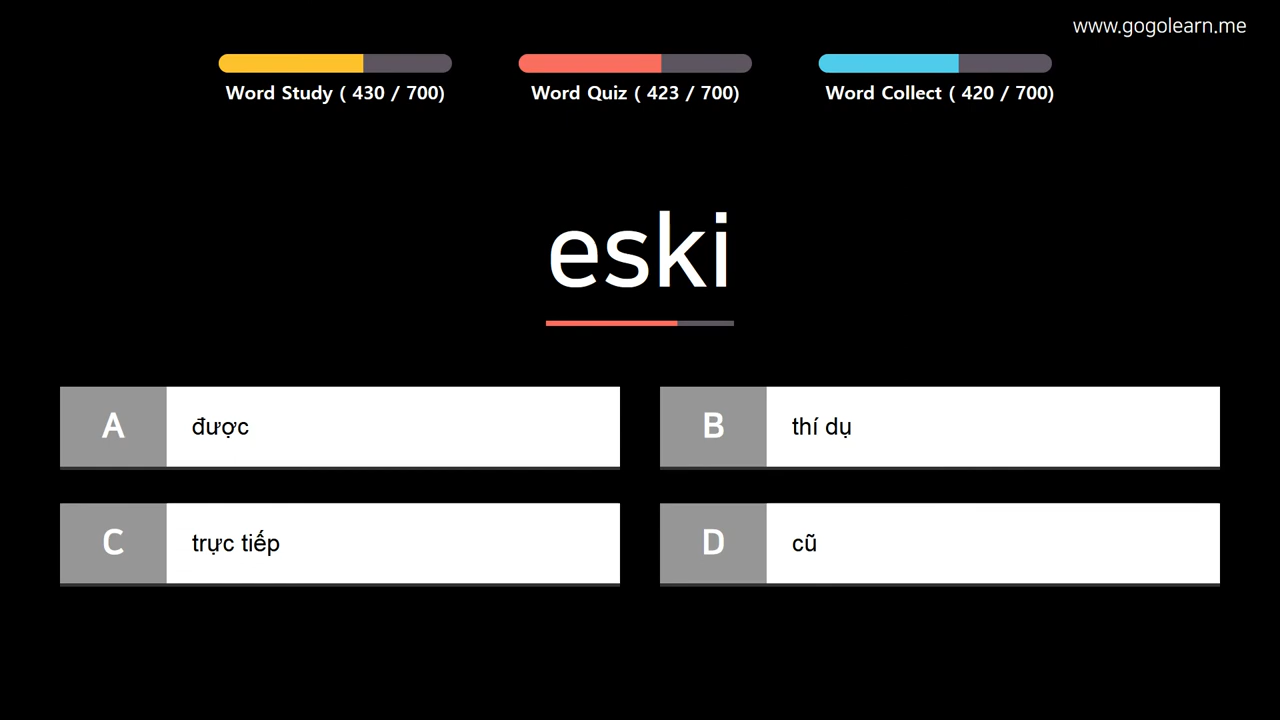 www.gogolearn.me
Word Study ( 430 / 700)
Word Quiz ( 423 / 700)
Word Collect ( 420 / 700)
eski
A được
B thí dụ
C trực tiếp
D cũ